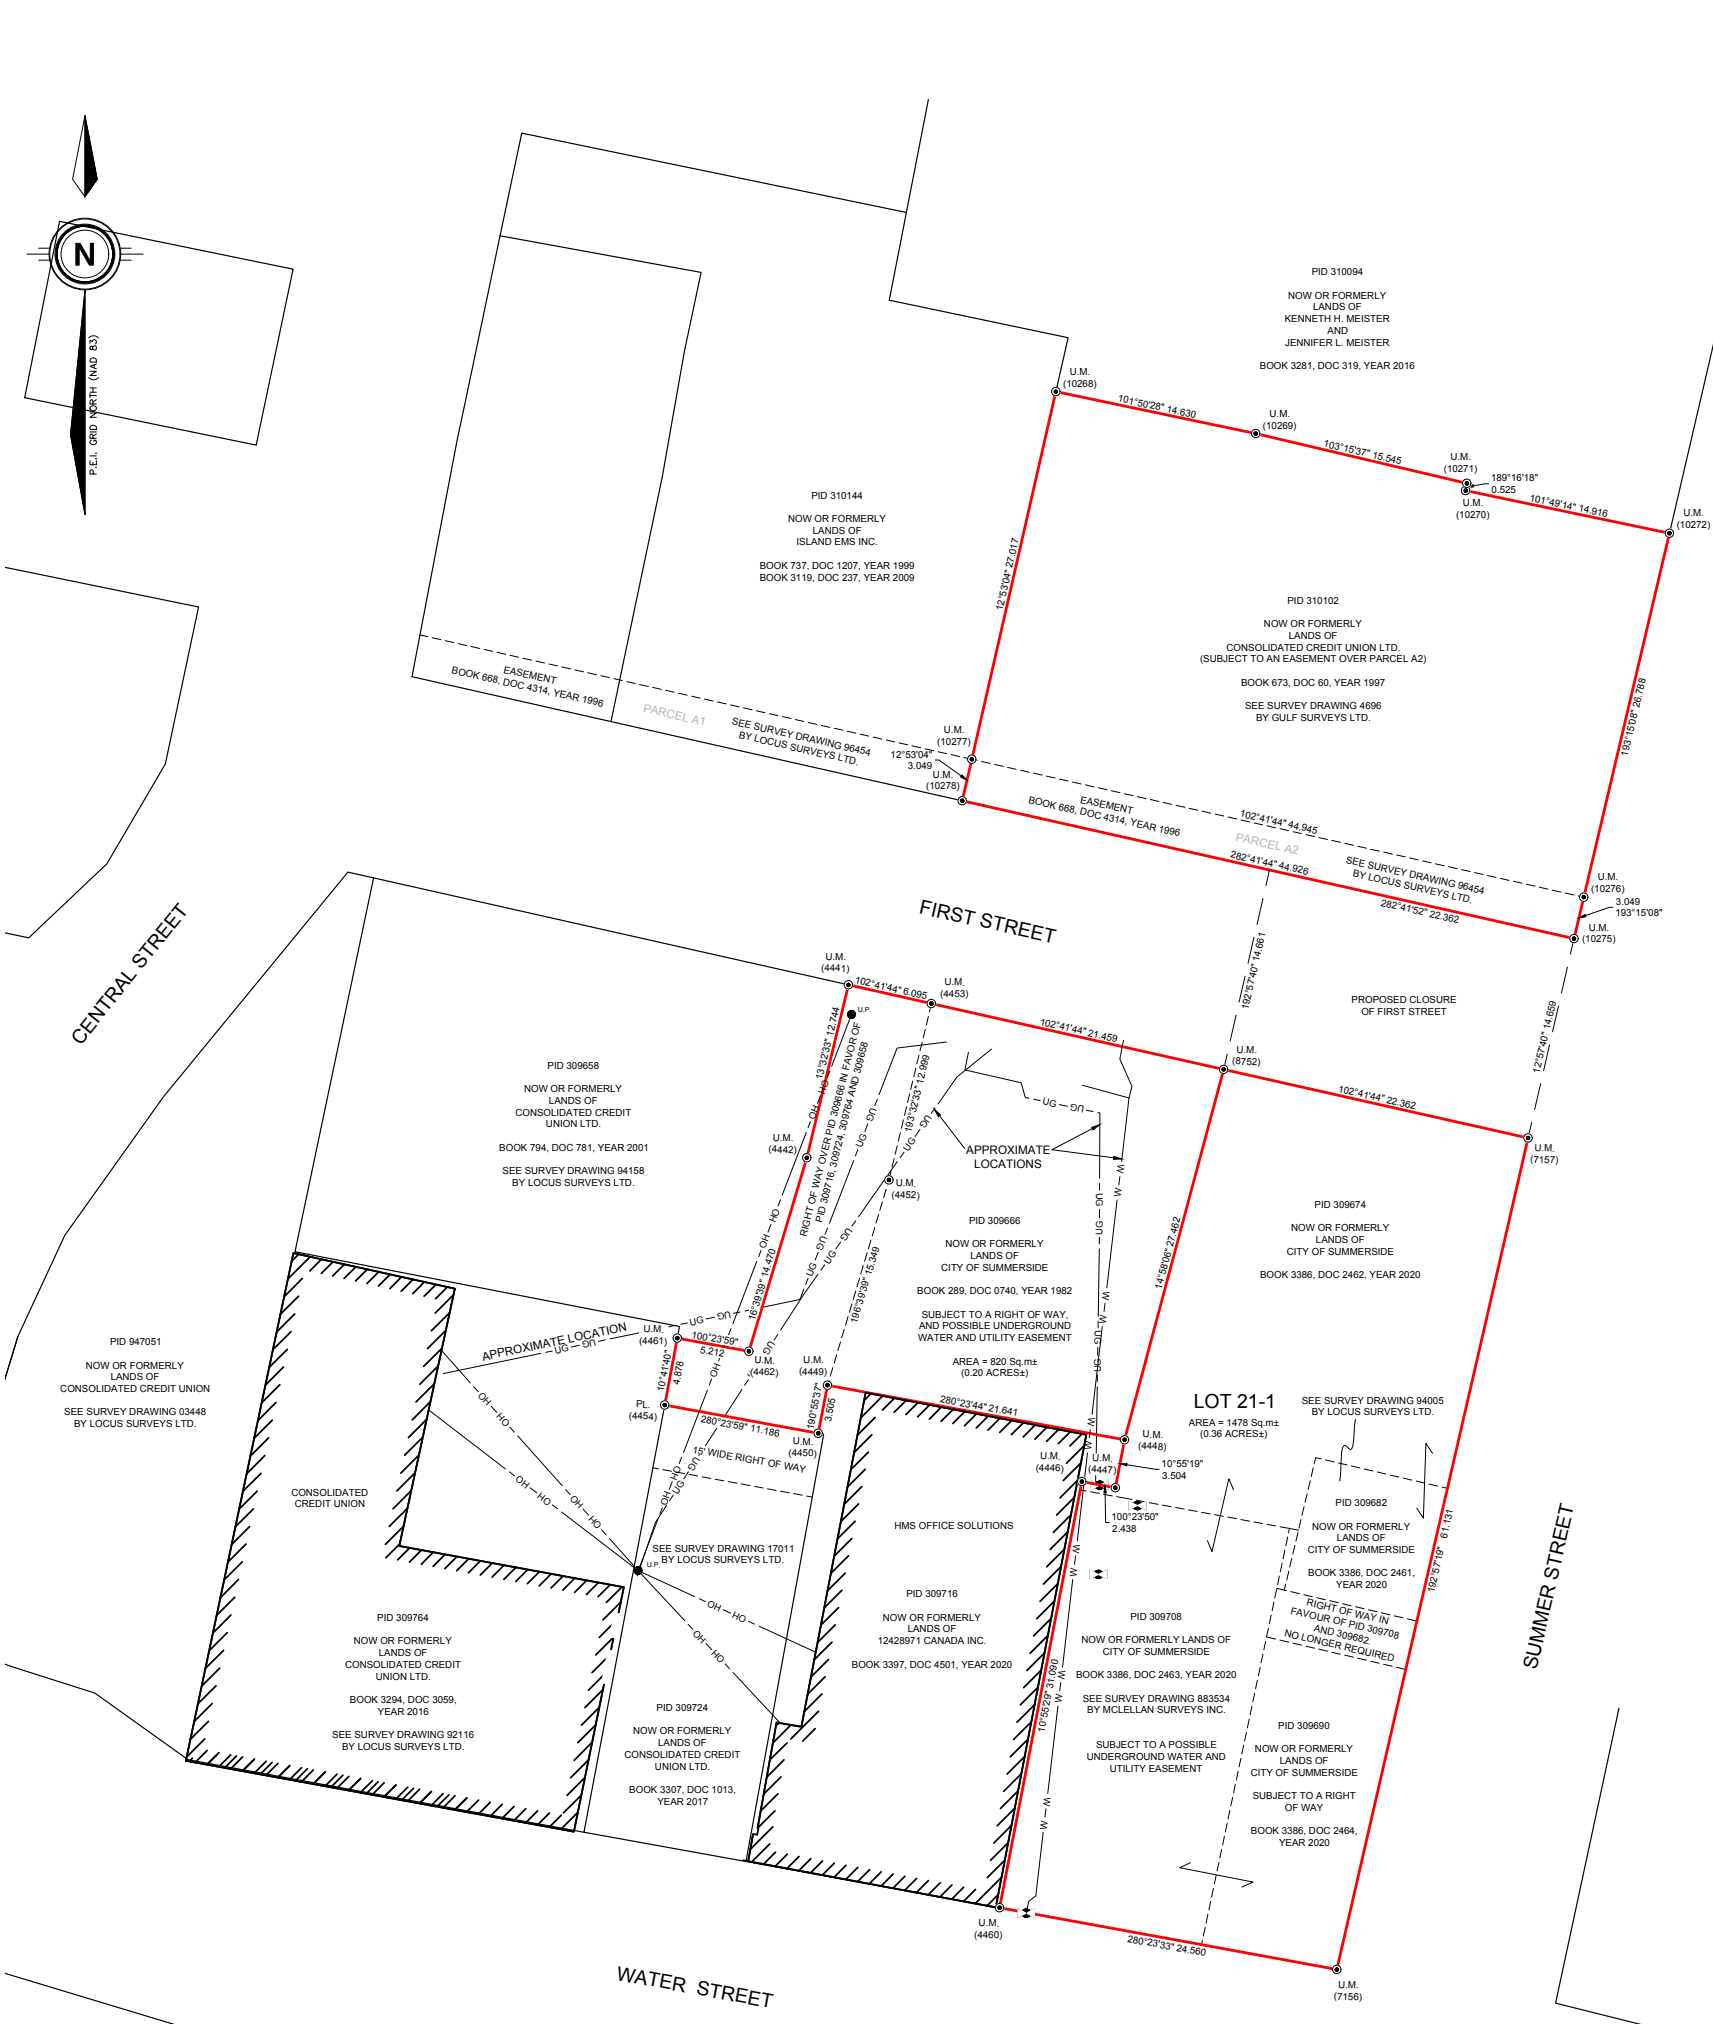 N
P.E.I. GRID NORTH (NAD 83)
PID 310094
NOW OR FORMERLY
LANDS OF
KENNETH H. MEISTER
AND
JENNIFER L. MEISTER
BOOK 3281, DOC 319, YEAR 2016
U.M.
(10268)
101°50'28" 14.630
U.M.
(10269)
103°15'37" 15.545
U.M.
(10271)
189°16'18"
0.525
U.M.
(10270)
101°49'14" 14.916
U.M.
(10272)
PID 310144
NOW OR FORMERLY
LANDS OF
ISLAND EMS INC.
BOOK 737, DOC 1207, YEAR 1999
BOOK 3119, DOC 237, YEAR 2009
12°53'04" 27.017
PID 310102
NOW OR FORMERLY
LANDS OF
CONSOLIDATED CREDIT UNION LTD.
(SUBJECT TO AN EASEMENT OVER PARCEL A2)
BOOK 673, DOC 60, YEAR 1997
SEE SURVEY DRAWING 4696
BY GULF SURVEYS LTD.
193°15'08" 26.788
EASEMENT
BOOK 668, DOC 4314, YEAR 1996
PARCEL A1
SEE SURVEY DRAWING 96454
BY LOCUS SURVEYS LTD.
U.M.
(10277)
12°53'04"
3.049
U.M.
(10278)
EASEMENT
BOOK 668, DOC 4314, YEAR 1996
102°41'44" 44.945
PARCEL A2
282°41'44" 44.926
SEE SURVEY DRAWING 96454
BY LOCUS SURVEYS LTD.
282°41'52" 22.362
U.M.
(10276)
3.049
193°15'08"
U.M.
(10275)
CENTRAL STREET
FIRST STREET
192°57'40" 14.661
PROPOSED CLOSURE
OF FIRST STREET
12°57'40" 14.659
U.M.
(4441)
102°41'44" 6.095
U.M.
(4453)
102°41'44" 21.459
U.M.
(8752)
102°41'44" 22.362
U.M.
(7157)
U.P.
13°32'33" 12.744
RIGHT OF WAY OVER PID 309666 IN FAVOR OF
PID 309716, 309724, 309764 AND 309658
193°32'33" 12.999
PID 309658
NOW OR FORMERLY
LANDS OF
CONSOLIDATED CREDIT
UNION LTD.
BOOK 794, DOC 781, YEAR 2001
SEE SURVEY DRAWING 94158
BY LOCUS SURVEYS LTD.
U.M.
(4442)
U.M.
(4452)
APPROXIMATE
LOCATIONS
OH
OH
UG
UG
W
W
PID 309666
NOW OR FORMERLY
LANDS OF
CITY OF SUMMERSIDE
BOOK 289, DOC 0740, YEAR 1982
SUBJECT TO A RIGHT OF WAY,
AND POSSIBLE UNDERGROUND
WATER AND UTILITY EASEMENT
AREA = 820 Sq.m±
(0.20 ACRES±)
14°58'06" 27.462
PID 309674
NOW OR FORMERLY
LANDS OF
CITY OF SUMMERSIDE
BOOK 3386, DOC 2462, YEAR 2020
16°39'39" 14.470
196°39'39" 15.349
APPROXIMATE LOCATION
U.M.
(4461)
100°23'59"
5.212
U.M.
(4462)
10°41'40"
4.878
PL.
(4454)
280°23'59" 11.186
U.M.
(4449)
190°55'37"
3.505
U.M.
(4450)
280°23'44" 21.641
U.M.
(4448)
10°55'19"
3.504
U.M.
(4446)
U.M.
(4447)
100°23'50"
2.438
LOT 21-1
AREA = 1478 Sq.m±
(0.36 ACRES±)
SEE SURVEY DRAWING 94005
BY LOCUS SURVEYS LTD.
PID 947051
NOW OR FORMERLY
LANDS OF
CONSOLIDATED CREDIT UNION
SEE SURVEY DRAWING 03448
BY LOCUS SURVEYS LTD.
CONSOLIDATED
CREDIT UNION
15' WIDE RIGHT OF WAY
SEE SURVEY DRAWING 17011
BY LOCUS SURVEYS LTD.
U.P.
HMS OFFICE SOLUTIONS
PID 309716
NOW OR FORMERLY
LANDS OF
12428971 CANADA INC.
BOOK 3397, DOC 4501, YEAR 2020
PID 309682
NOW OR FORMERLY
LANDS OF
CITY OF SUMMERSIDE
BOOK 3386, DOC 2461,
YEAR 2020
192°57'19" 61.131
SUMMER STREET
RIGHT OF WAY IN
FAVOUR OF PID 309708
AND 309682.
NO LONGER REQUIRED
PID 309764
NOW OR FORMERLY
LANDS OF
CONSOLIDATED CREDIT
UNION LTD.
BOOK 3294, DOC 3059,
YEAR 2016
SEE SURVEY DRAWING 92116
BY LOCUS SURVEYS LTD.
PID 309724
NOW OR FORMERLY
LANDS OF
CONSOLIDATED CREDIT
UNION LTD.
BOOK 3307, DOC 1013,
YEAR 2017
10°55'29" 31.090
PID 309708
NOW OR FORMERLY LANDS OF
CITY OF SUMMERSIDE
BOOK 3386, DOC 2463, YEAR 2020
SEE SURVEY DRAWING 883534
BY MCLELLAN SURVEYS INC.
SUBJECT TO A POSSIBLE
UNDERGROUND WATER AND
UTILITY EASEMENT
PID 309690
NOW OR FORMERLY
LANDS OF
CITY OF SUMMERSIDE
SUBJECT TO A RIGHT
OF WAY
BOOK 3386, DOC 2464,
YEAR 2020
U.M.
(4460)
280°23'33" 24.560
U.M.
(7156)
WATER STREET